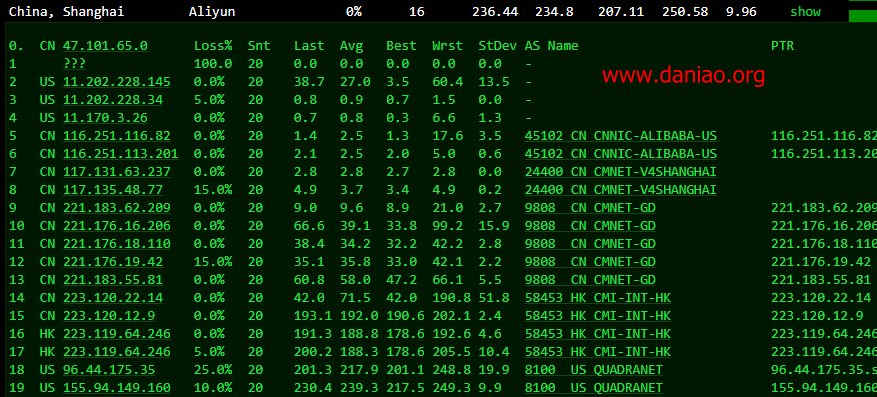 China, Shanghai Aliyun 0% 16 236.44 234.8 207.11 250.58 9.96 show
0. CN 47.101.65.0 Loss% Snt Last Avg Best Wrst StDev AS Name PTR
1 ??? 100.0 20 0.0 0.0 0.0 0.0 0.0 -
www.daniao.org
2 US 11.202.228.145 0.0% 20 38.7 27.0 3.5 60.4 13.5 -
3 US 11.202.228.34 5.0% 20 0.8 0.9 0.7 1.5 0.0 -
4 US 11.170.3.26 0.0% 20 0.7 0.8 0.3 6.6 1.3 -
5 CN 116.251.116.82 0.0% 20 1.4 2.5 1.3 17.6 3.5 45102 CN CNNIC-ALIBABA-US 116.251.116.82
6 CN 116.251.113.201 0.0% 20 2.1 2.5 2.0 5.0 0.6 45102 CN CNNIC-ALIBABA-US 116.251.113.20
7 CN 117.131.63.237 0.0% 20 2.8 2.8 2.7 2.8 0.0 24400 CN CMNET-V4SHANGHAI
8 CN 117.135.48.77 15.0% 20 4.9 3.7 3.4 4.9 0.2 24400 CN CMNET-V4SHANGHAI
9 CN 221.183.62.209 0.0% 20 9.0 9.6 8.9 21.0 2.7 9808 CN CMNET-GD 221.183.62.209
10 CN 221.176.16.206 0.0% 20 66.6 39.1 33.8 99.2 15.9 9808 CN CMNET-GD 221.176.16.206
11 CN 221.176.18.110 0.0% 20 38.4 34.2 32.2 42.2 2.8 9808 CN CMNET-GD 221.176.18.110
12 CN 221.176.19.42 15.0% 20 35.1 35.8 33.0 42.1 2.2 9808 CN CMNET-GD 221.176.19.42
13 CN 221.183.55.81 0.0% 20 60.8 58.0 47.2 66.1 5.5 9808 CN CMNET-GD 221.183.55.81
14 CN 223.120.22.14 0.0% 20 42.0 71.5 42.0 190.8 51.8 58453 HK CMI-INT-HK 223.120.22.14
15 CN 223.120.12.9 0.0% 20 193.1 192.0 190.6 202.1 2.4 58453 HK CMI-INT-HK 223.120.12.9
16 HK 223.119.64.246 0.0% 20 191.3 188.8 178.6 192.6 4.6 58453 HK CMI-INT-HK 223.119.64.246
17 HK 223.119.64.246 5.0% 20 200.2 188.3 178.6 205.5 10.4 58453 HK CMI-INT-HK 223.119.64.246
18 US 96.44.175.35 25.0% 20 201.3 217.9 201.1 248.8 19.9 8100 US QUADRANET 96.44.175.35.s
19 US 155.94.149.160 10.0% 20 230.4 239.3 217.5 249.3 9.9 8100 US QUADRANET 155.94.149.160